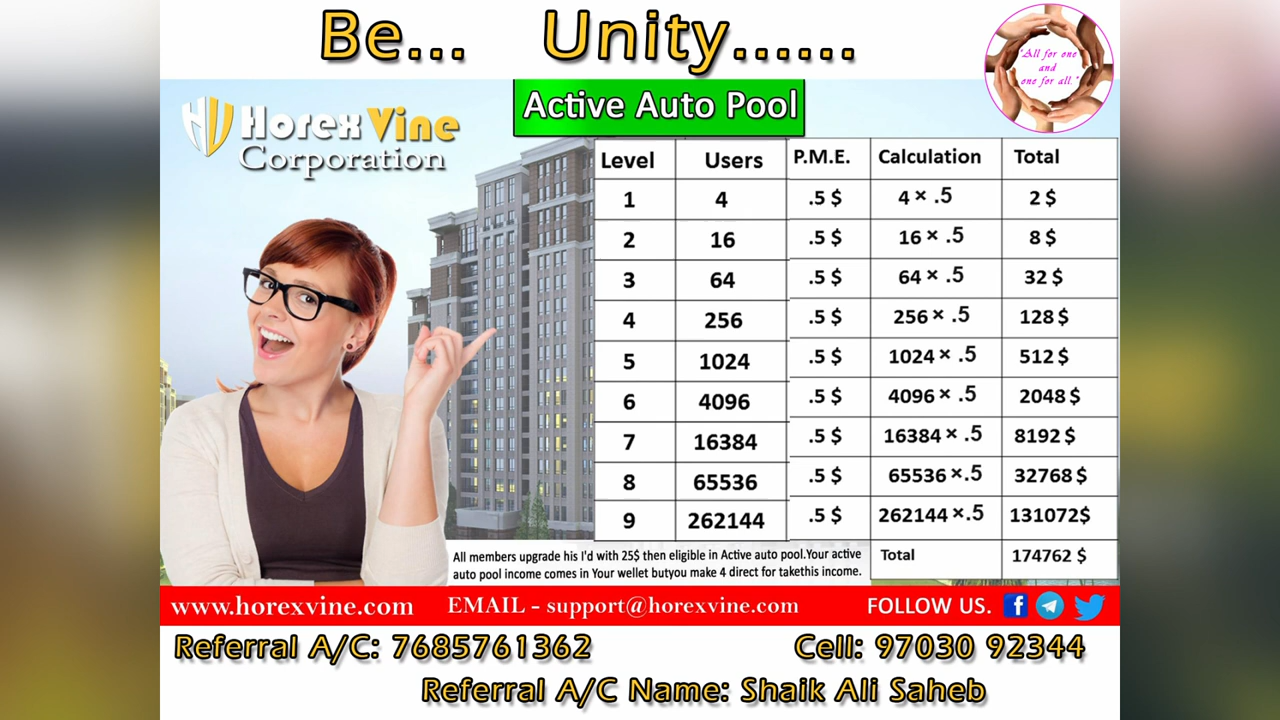 Be... Unity......
"All for one
and
one for all."
Horex Vine
Corporation
Active Auto Pool
Level Users P.M.E. Calculation Total
1 4 .5 $ 4 × .5 2 $
2 16 .5 $ 16 × .5 8 $
3 64 .5 $ 64 × .5 32 $
4 256 .5 $ 256 × .5 128 $
5 1024 .5 $ 1024 × .5 512 $
6 4096 .5 $ 4096 × .5 2048 $
7 16384 .5 $ 16384 × .5 8192 $
8 65536 .5 $ 65536 ×.5 32768 $
9 262144 .5 $ 262144 ×.5 131072$
Total 174762 $
All members upgrade his I'd with 25$ then eligible in Active auto pool.Your active
auto pool income comes in Your wellet butyou make 4 direct for takethis income.
www.horexvine.com EMAIL - support@horexvine.com FOLLOW US.
Referral A/C: 7685761362 Cell: 97030 92344
Referral A/C Name: Shaik Ali Saheb